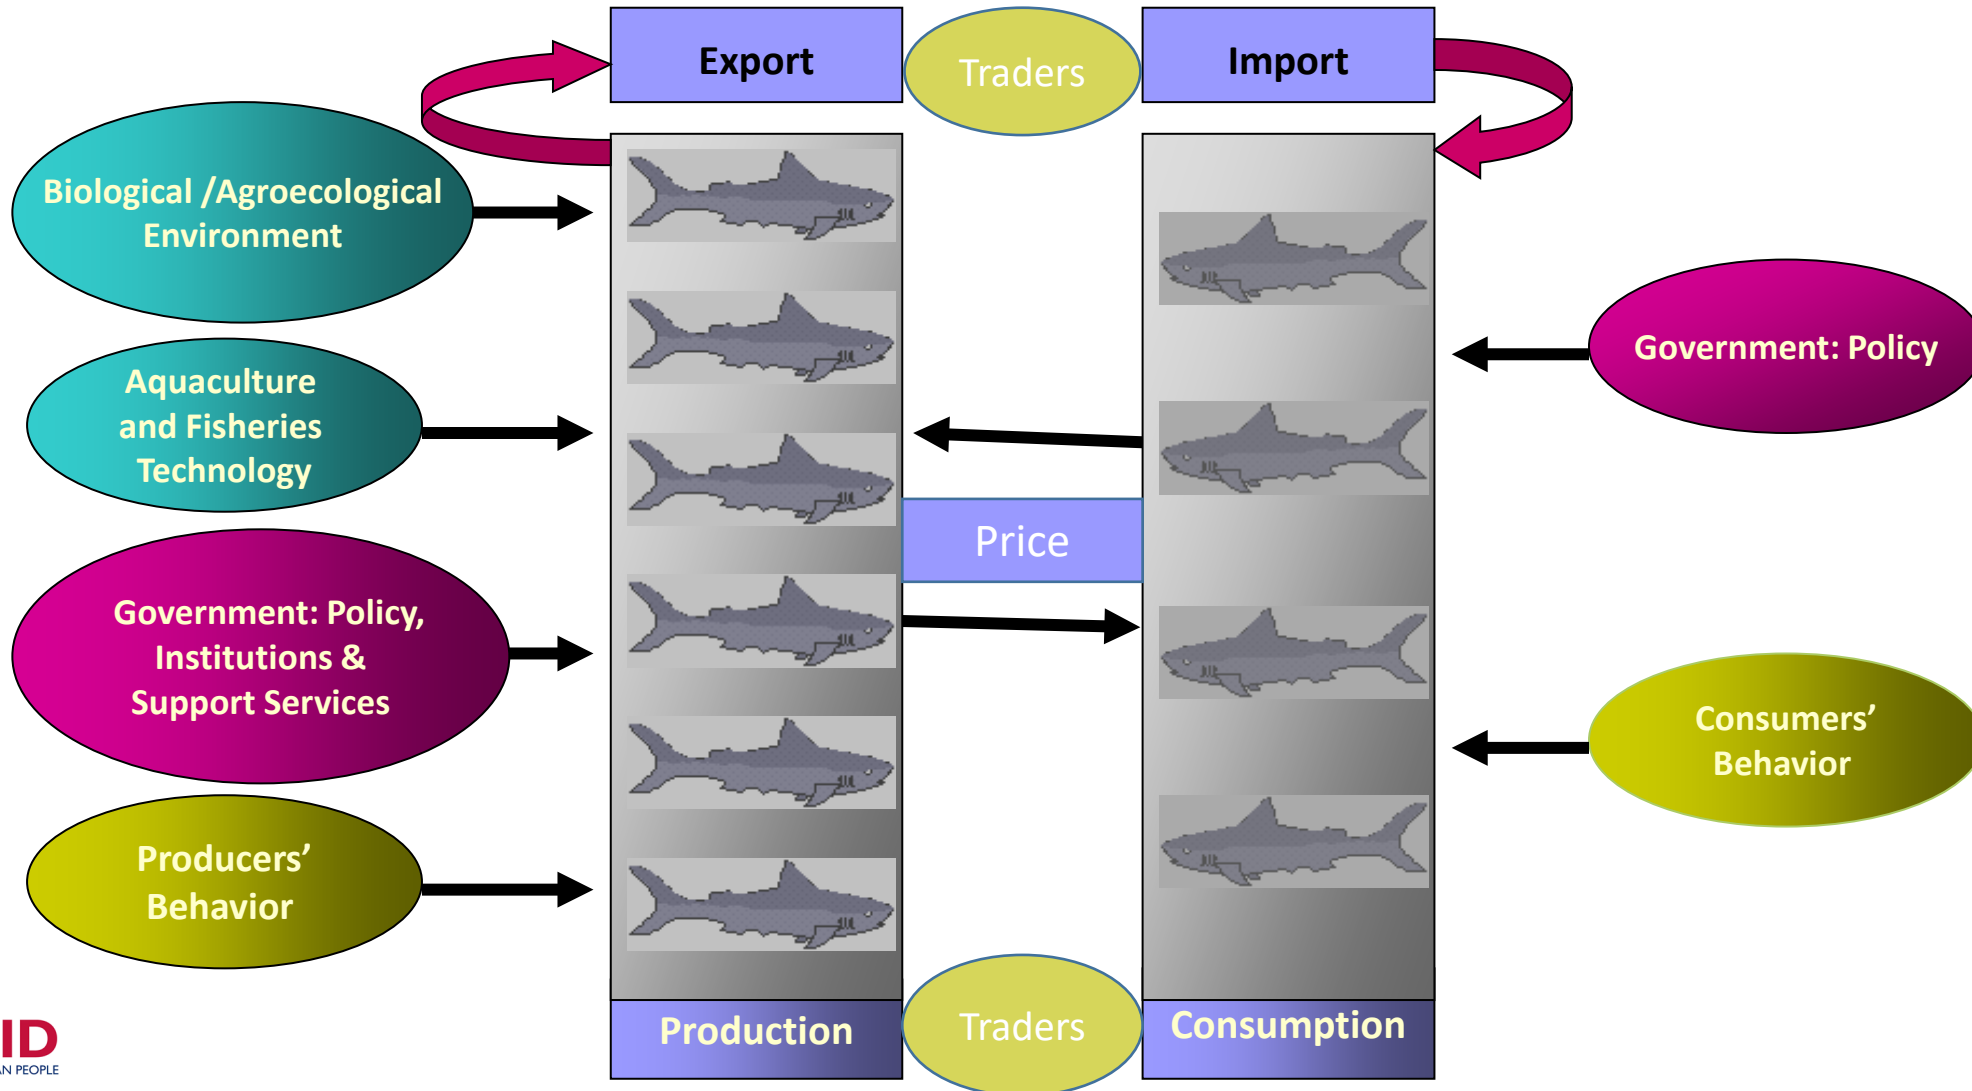 Export
Traders
Import
Biological /Agroecological
Environment
Aquaculture
and Fisheries
Technology
Government: Policy
Price
Government: Policy,
Institutions &
Support Services
Consumers’
Behavior
Producers’
Behavior
Production
Traders
Consumption
ID
AN PEOPLE